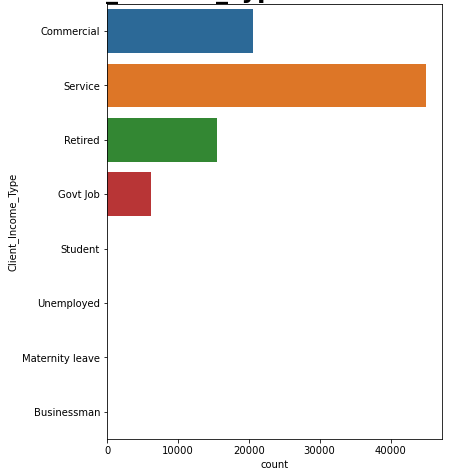 Commercial
Service
Retired
Govt Job
Student
Unemployed
Maternity leave
Businessman
Client_Income_Type
0 10000 20000 30000 40000
count